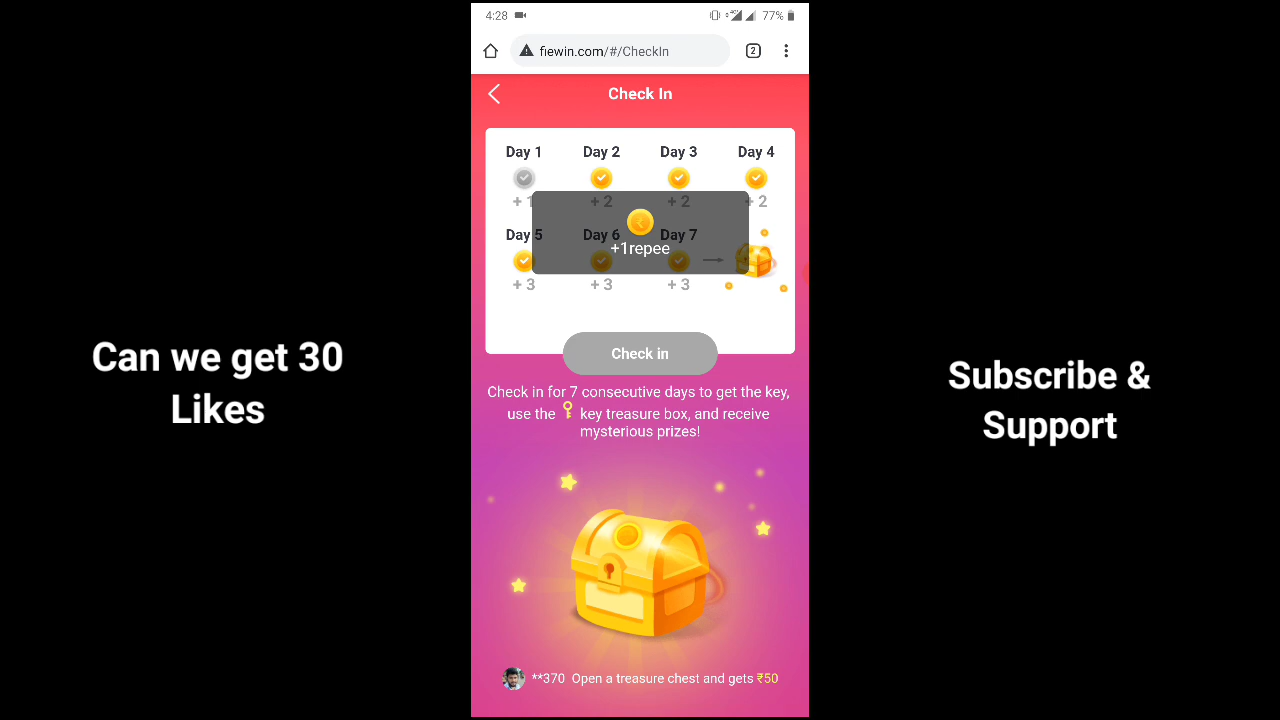 4:28
4G
77%
fiewin.com/#/CheckIn
2
Check In
Day 1 Day 2 Day 3 Day 4
+ 1 + 2 + 2 + 2
Day 5 Day 6 Day 7
+1repee
+ 3 + 3 + 3
Check in
Check in for 7 consecutive days to get the key,
use the key treasure box, and receive
mysterious prizes!
**370 Open a treasure chest and gets ₹50
Can we get 30
Likes
Subscribe &
Support